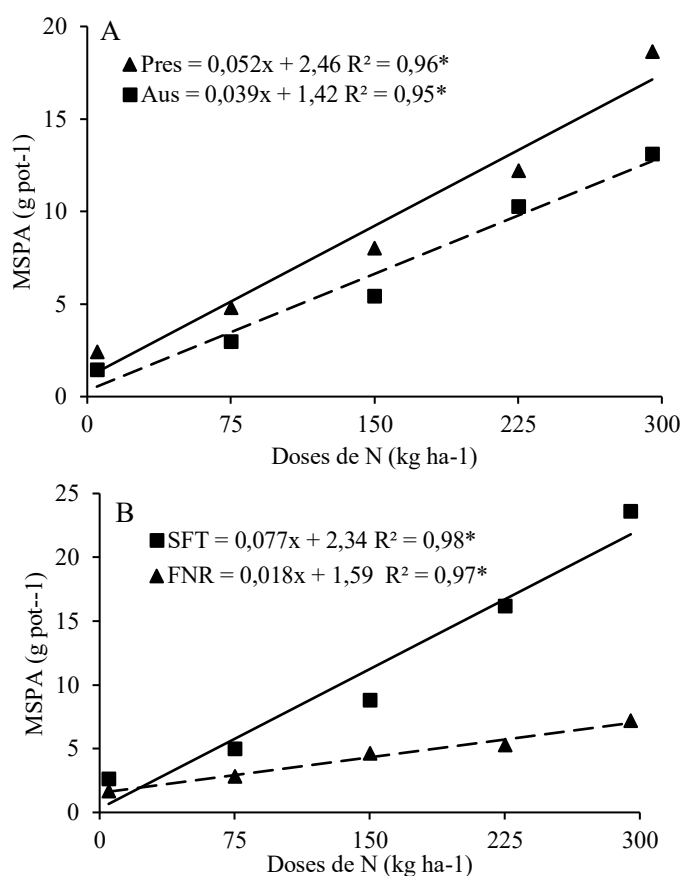 A
20
15
10
5
0
MSPA (g pot-1)
▲ Pres = 0,052x + 2,46 R² = 0,96*
■ Aus = 0,039x + 1,42 R² = 0,95*
0 75 150 225 300
Doses de N (kg ha-1)
B
25
20
15
10
5
0
MSPA (g pot--1)
■ SFT = 0,077x + 2,34 R² = 0,98*
▲ FNR = 0,018x + 1,59 R² = 0,97*
0 75 150 225 300
Doses de N (kg ha-1)